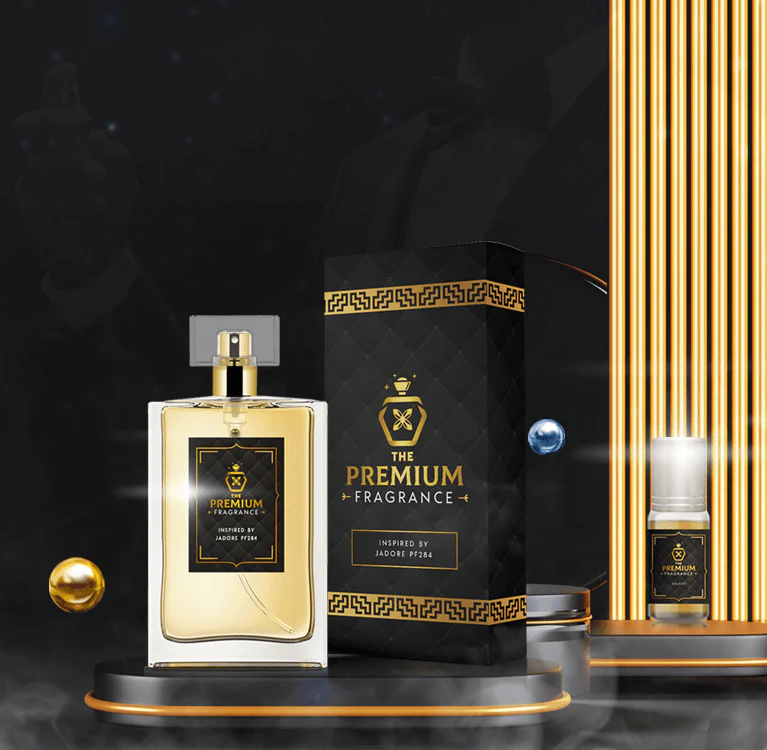 THE
PREMIUM
FRAGRANCE
INSPIRED BY
JADORE PF284
THE
PREMIUM
FRAGRANCE
INSPIRED BY
JADORE PF284
THE
PREMIUM
FRAGRANCE